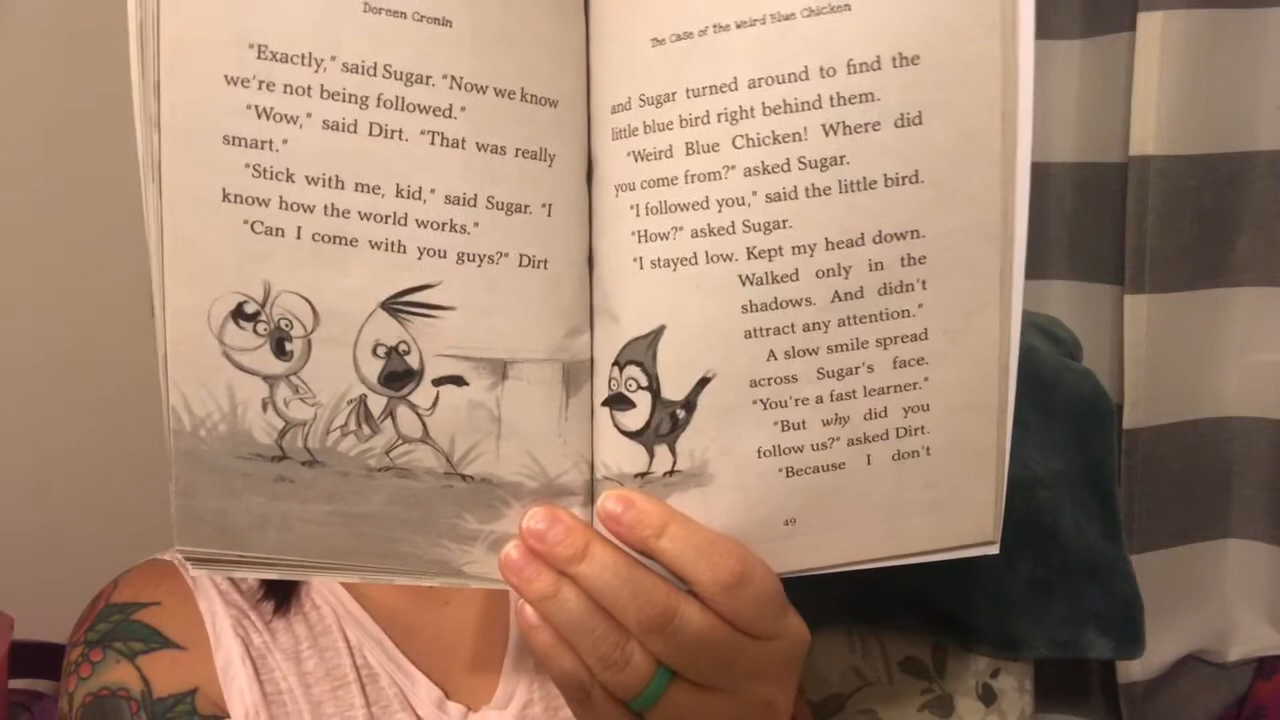 Doreen Cronin
"Exactly," said Sugar. "Now we know
we're not being followed."
"Wow," said Dirt. "That was really
smart."
"Stick with me, kid," said Sugar. "I
know how the world works."
"Can I come with you guys?" Dirt
The Case of the Weird Blue Chicken
and Sugar turned around to find the
little blue bird right behind them.
"Weird Blue Chicken! Where did
you come from?" asked Sugar.
"I followed you," said the little bird.
"How?" asked Sugar.
"I stayed low. Kept my head down.
Walked only in the
shadows. And didn't
attract any attention."
A slow smile spread
across Sugar's face.
"You're a fast learner."
"But why did you
follow us?" asked Dirt.
"Because I don't
49